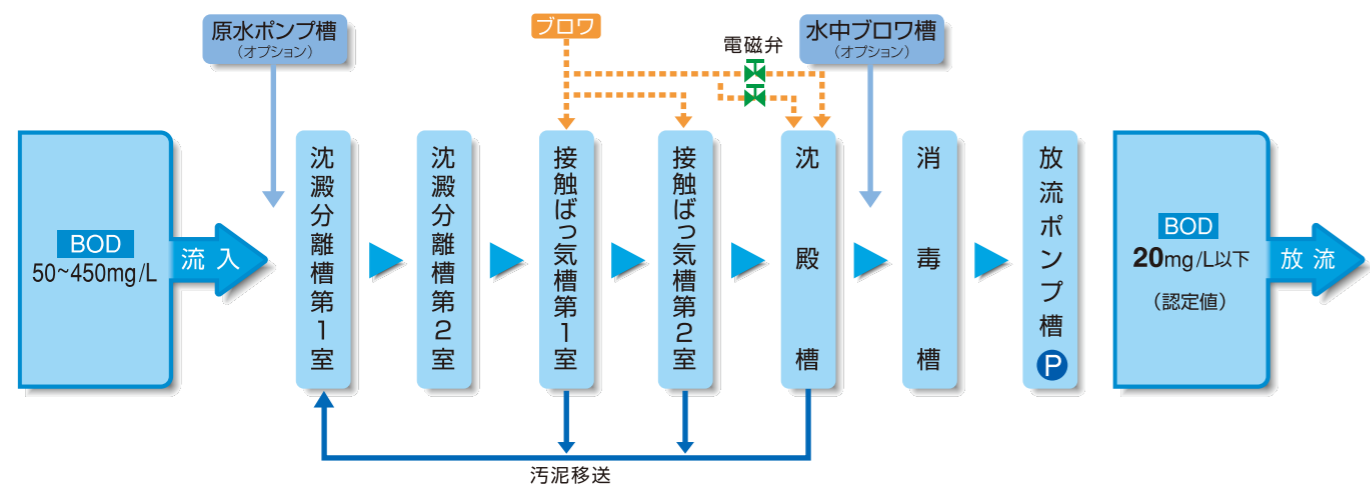 原水ポンプ槽
（オプション）
ブロワ
電磁弁
水中ブロワ槽
（オプション）
BOD
50~450mg/L
流入
沈澱分離槽第1室
沈澱分離槽第2室
接触ばっ気槽第1室
接触ばっ気槽第2室
沈殿槽
消毒槽
放流ポンプ槽
P
BOD
20mg/L以下
（認定値）
放流
汚泥移送